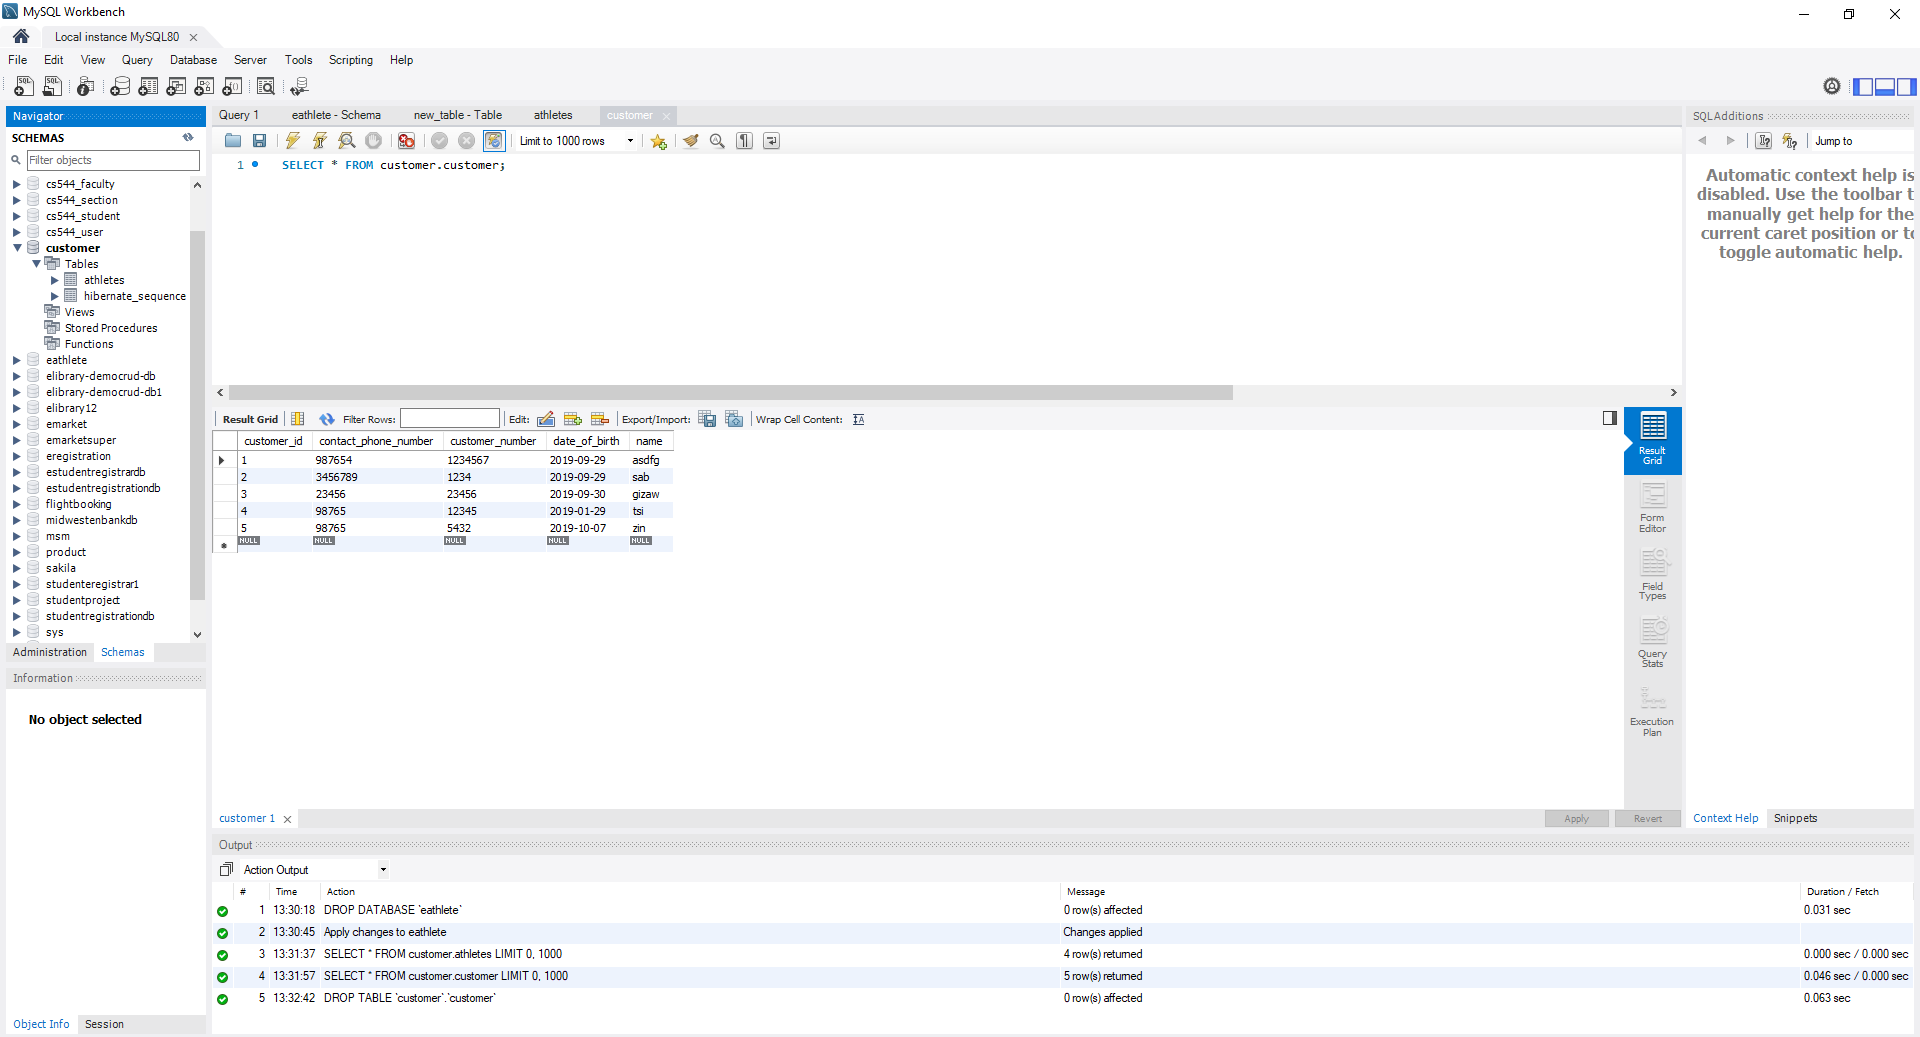 MySQL Workbench
Local instance MySQL80
File Edit View Query Database Server Tools Scripting Help
Navigator
SCHEMAS
Filter objects
cs544_faculty
cs544_section
cs544_student
cs544_user
customer
Tables
athletes
hibernate_sequence
Views
Stored Procedures
Functions
eathlete
elibrary-democrud-db
elibrary-democrud-db1
elibrary12
emarket
emarketsuper
eregistration
estudentregistrardb
estudentregistrationdb
flightbooking
midwestenbankdb
msm
product
sakila
studenteregistrar1
studentproject
studentregistrationdb
sys
Administration Schemas
Information
No object selected
Object Info Session
Query 1 eathlete - Schema new_table - Table athletes customer
Limit to 1000 rows
1 SELECT * FROM customer.customer;
Result Grid Filter Rows: Edit: Export/Import: Wrap Cell Content:
customer_id contact_phone_number customer_number date_of_birth name
1 987654 1234567 2019-09-29 asdfg
2 3456789 1234 2019-09-29 sab
3 23456 23456 2019-09-30 gizaw
4 98765 12345 2019-01-29 tsi
5 98765 5432 2019-10-07 zin
NULL NULL NULL NULL NULL
Result
Grid
Form
Editor
Field
Types
Query
Stats
Execution
Plan
customer 1 Apply Revert
SQLAdditions
Jump to
Automatic context help is
disabled. Use the toolbar t
manually get help for the
current caret position or to
toggle automatic help.
Context Help Snippets
Output
Action Output
# Time Action Message Duration / Fetch
1 13:30:18 DROP DATABASE `eathlete` 0 row(s) affected 0.031 sec
2 13:30:45 Apply changes to eathlete Changes applied
3 13:31:37 SELECT * FROM customer.athletes LIMIT 0, 1000 4 row(s) returned 0.000 sec / 0.000 sec
4 13:31:57 SELECT * FROM customer.customer LIMIT 0, 1000 5 row(s) returned 0.046 sec / 0.000 sec
5 13:32:42 DROP TABLE `customer`.`customer` 0 row(s) affected 0.063 sec